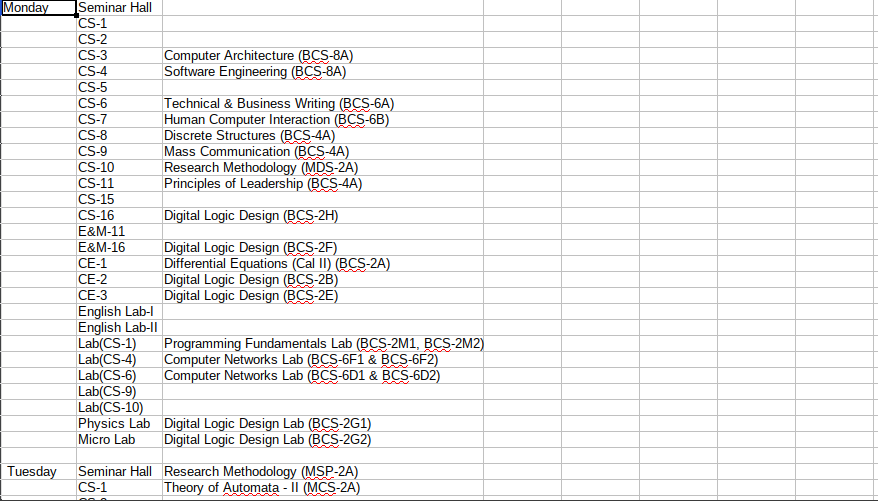 Monday Seminar Hall
CS-1
CS-2
CS-3 Computer Architecture (BCS-8A)
CS-4 Software Engineering (BCS-8A)
CS-5
CS-6 Technical & Business Writing (BCS-6A)
CS-7 Human Computer Interaction (BCS-6B)
CS-8 Discrete Structures (BCS-4A)
CS-9 Mass Communication (BCS-4A)
CS-10 Research Methodology (MDS-2A)
CS-11 Principles of Leadership (BCS-4A)
CS-15
CS-16 Digital Logic Design (BCS-2H)
E&M-11
E&M-16 Digital Logic Design (BCS-2F)
CE-1 Differential Equations (Cal II) (BCS-2A)
CE-2 Digital Logic Design (BCS-2B)
CE-3 Digital Logic Design (BCS-2E)
English Lab-I
English Lab-II
Lab(CS-1) Programming Fundamentals Lab (BCS-2M1, BCS-2M2)
Lab(CS-4) Computer Networks Lab (BCS-6F1 & BCS-6F2)
Lab(CS-6) Computer Networks Lab (BCS-6D1 & BCS-6D2)
Lab(CS-9)
Lab(CS-10)
Physics Lab Digital Logic Design Lab (BCS-2G1)
Micro Lab Digital Logic Design Lab (BCS-2G2)
Tuesday Seminar Hall Research Methodology (MSP-2A)
CS-1 Theory of Automata - II (MCS-2A)